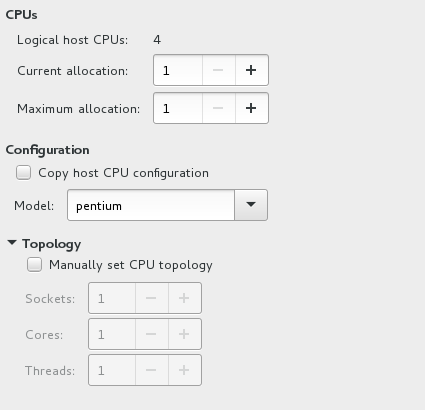 CPUs
Logical host CPUs: 4
Current allocation: 1 − +
Maximum allocation: 1 − +
Configuration
Copy host CPU configuration
Model: pentium
Topology
Manually set CPU topology
Sockets: 1 − +
Cores: 1 − +
Threads: 1 − +